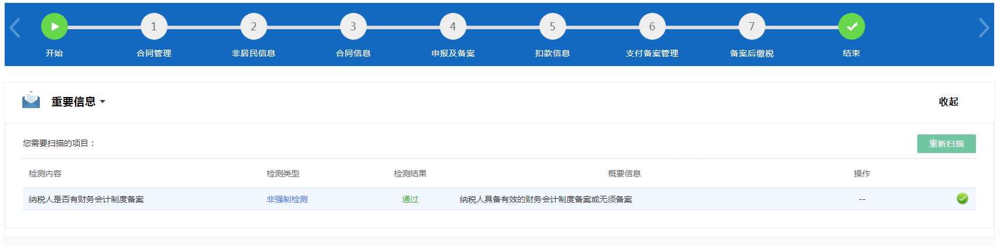 1 2 3 4 5 6 7
开始 合同管理 非居民信息 合同信息 申报及备案 扣款信息 支付备案管理 备案后缴税 结束
重要信息 收起
您需要扫描的项目： 重新扫描
检测内容 检测类型 检测结果 概要信息 操作
纳税人是否有财务会计制度备案 非强制检测 通过 纳税人具备有效的财务会计制度备案或无须备案 --